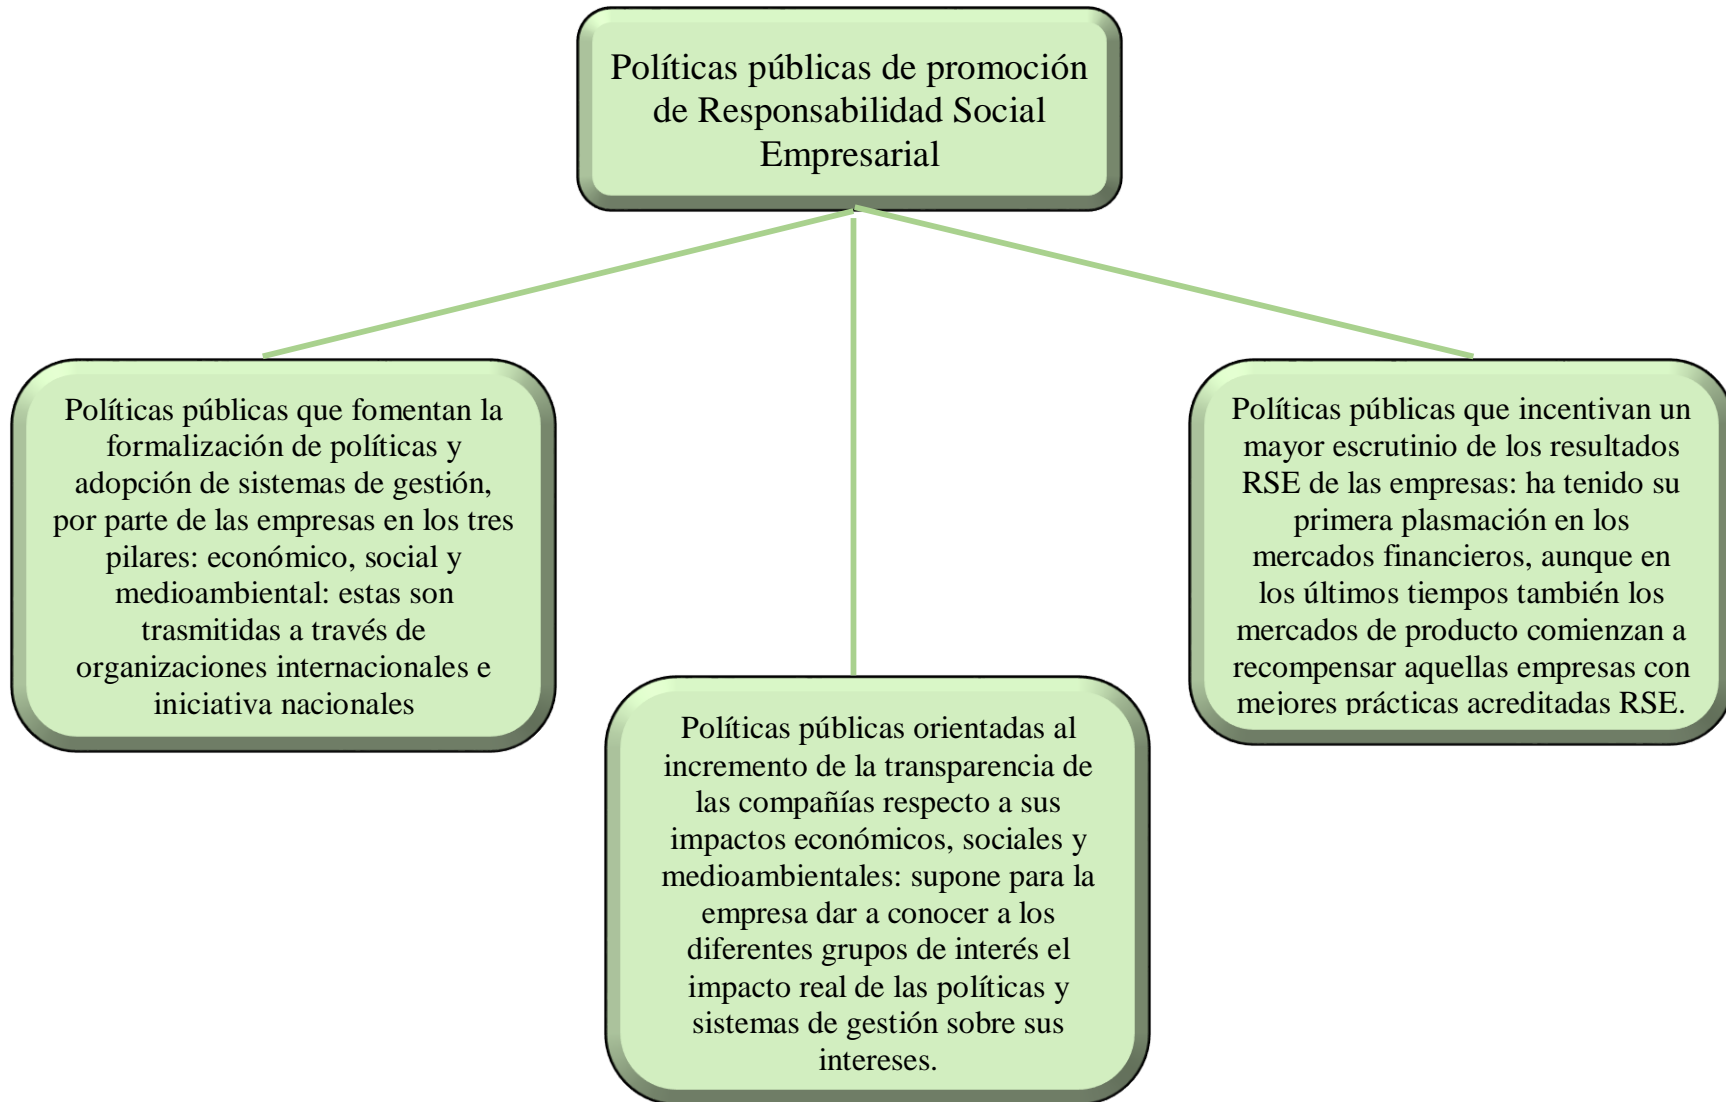 Políticas públicas de promoción
de Responsabilidad Social
Empresarial
Políticas públicas que fomentan la
formalización de políticas y
adopción de sistemas de gestión,
por parte de las empresas en los tres
pilares: económico, social y
medioambiental: estas son
trasmitidas a través de
organizaciones internacionales e
iniciativa nacionales
Políticas públicas orientadas al
incremento de la transparencia de
las compañías respecto a sus
impactos económicos, sociales y
medioambientales: supone para la
empresa dar a conocer a los
diferentes grupos de interés el
impacto real de las políticas y
sistemas de gestión sobre sus
intereses.
Políticas públicas que incentivan un
mayor escrutinio de los resultados
RSE de las empresas: ha tenido su
primera plasmación en los
mercados financieros, aunque en
los últimos tiempos también los
mercados de producto comienzan a
recompensar aquellas empresas con
mejores prácticas acreditadas RSE.